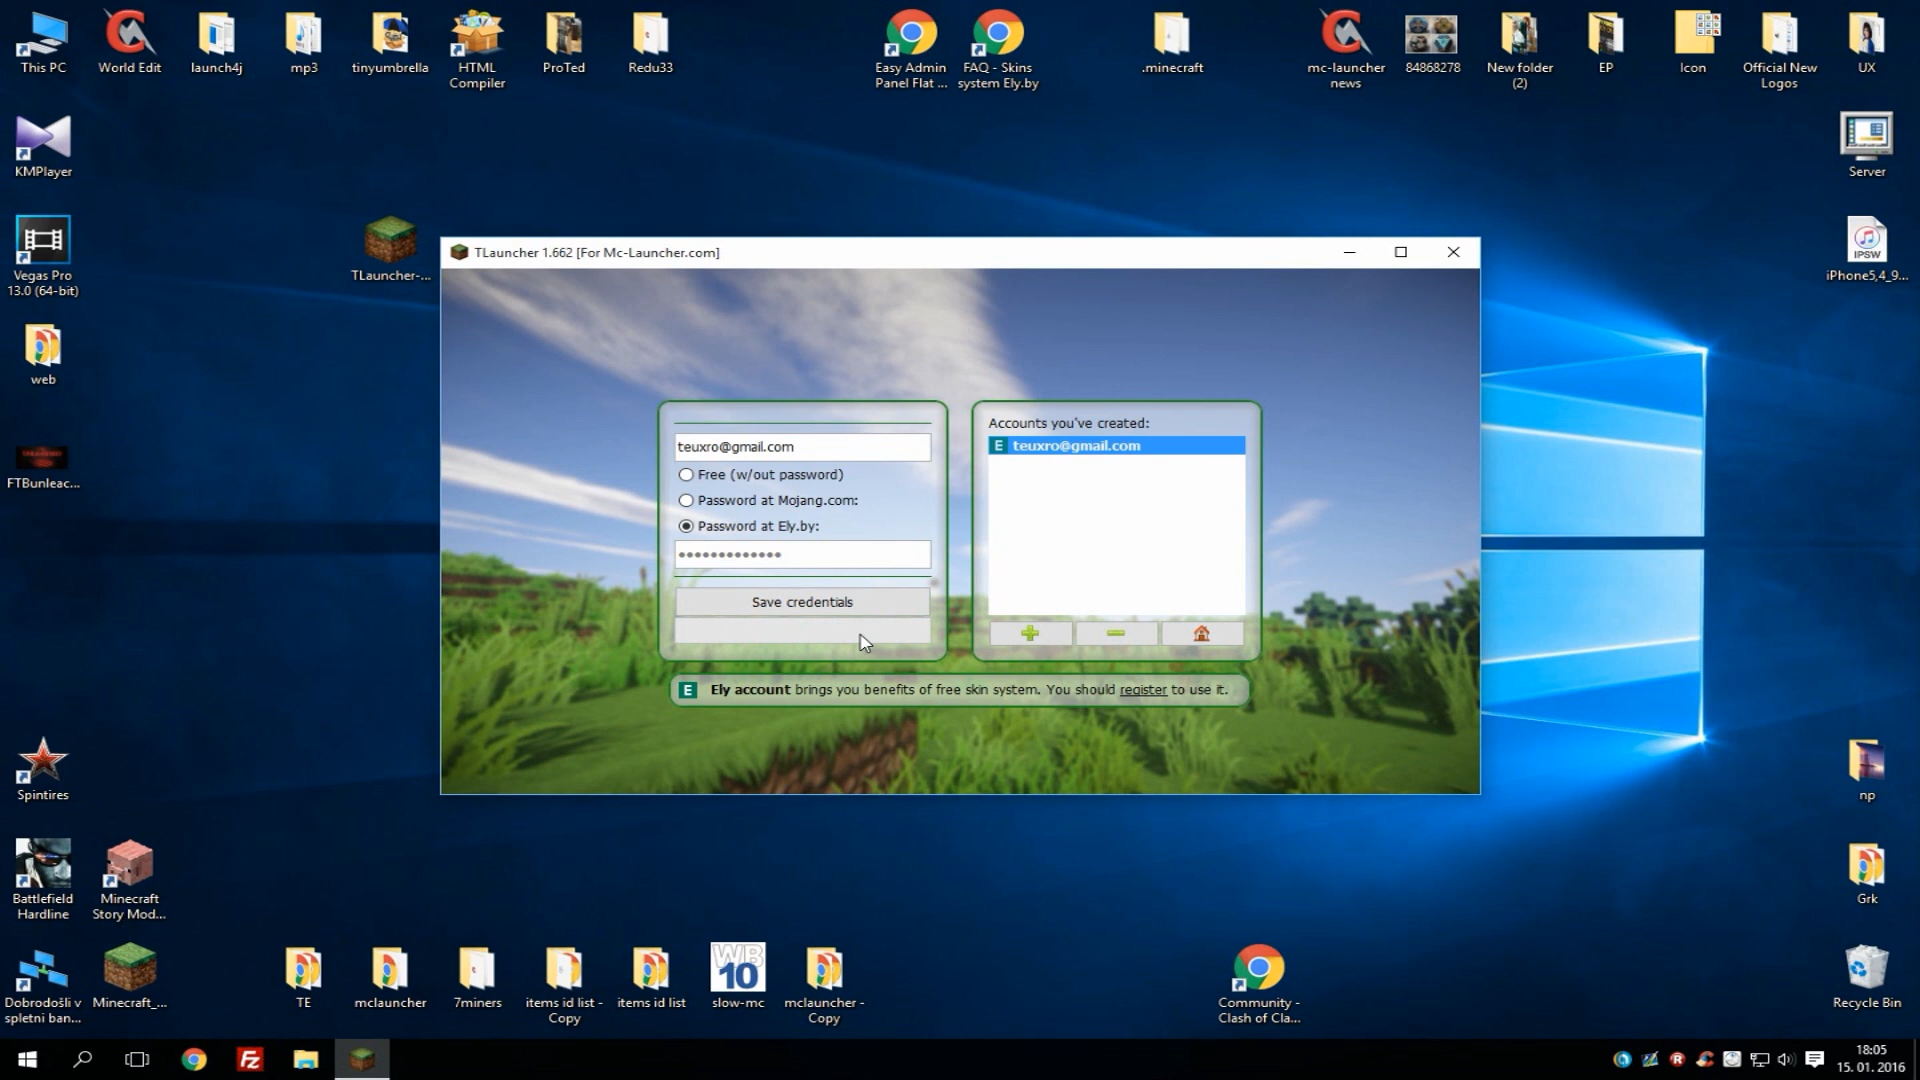 This PC
World Edit
launch4j
mp3
tinyumbrella
HTML
Compiler
ProTed
Redu33
Easy Admin
Panel Flat ...
FAQ - Skins
system Ely.by
.minecraft
mc-launcher
news
84868278
New folder
(2)
EP
Icon
Official New
Logos
UX
KMPlayer
Server
Vegas Pro
13.0 (64-bit)
TLauncher-...
IPSW
iPhone5,4_9...
web
FTBunleac...
TLauncher 1.662 [For Mc-Launcher.com]
teuxro@gmail.com
Free (w/out password)
Password at Mojang.com:
Password at Ely.by:
•••••••••••••
Save credentials
Accounts you've created:
E teuxro@gmail.com
E Ely account brings you benefits of free skin system. You should register to use it.
Spintires
np
Battlefield
Hardline
Minecraft
Story Mod...
Grk
Dobrodošli v
spletni ban...
Minecraft_...
TE
mclauncher
7miners
items id list -
Copy
items id list
WB
10
slow-mc
mclauncher -
Copy
Community -
Clash of Cla...
Recycle Bin
Fz
18:05
15. 01. 2016